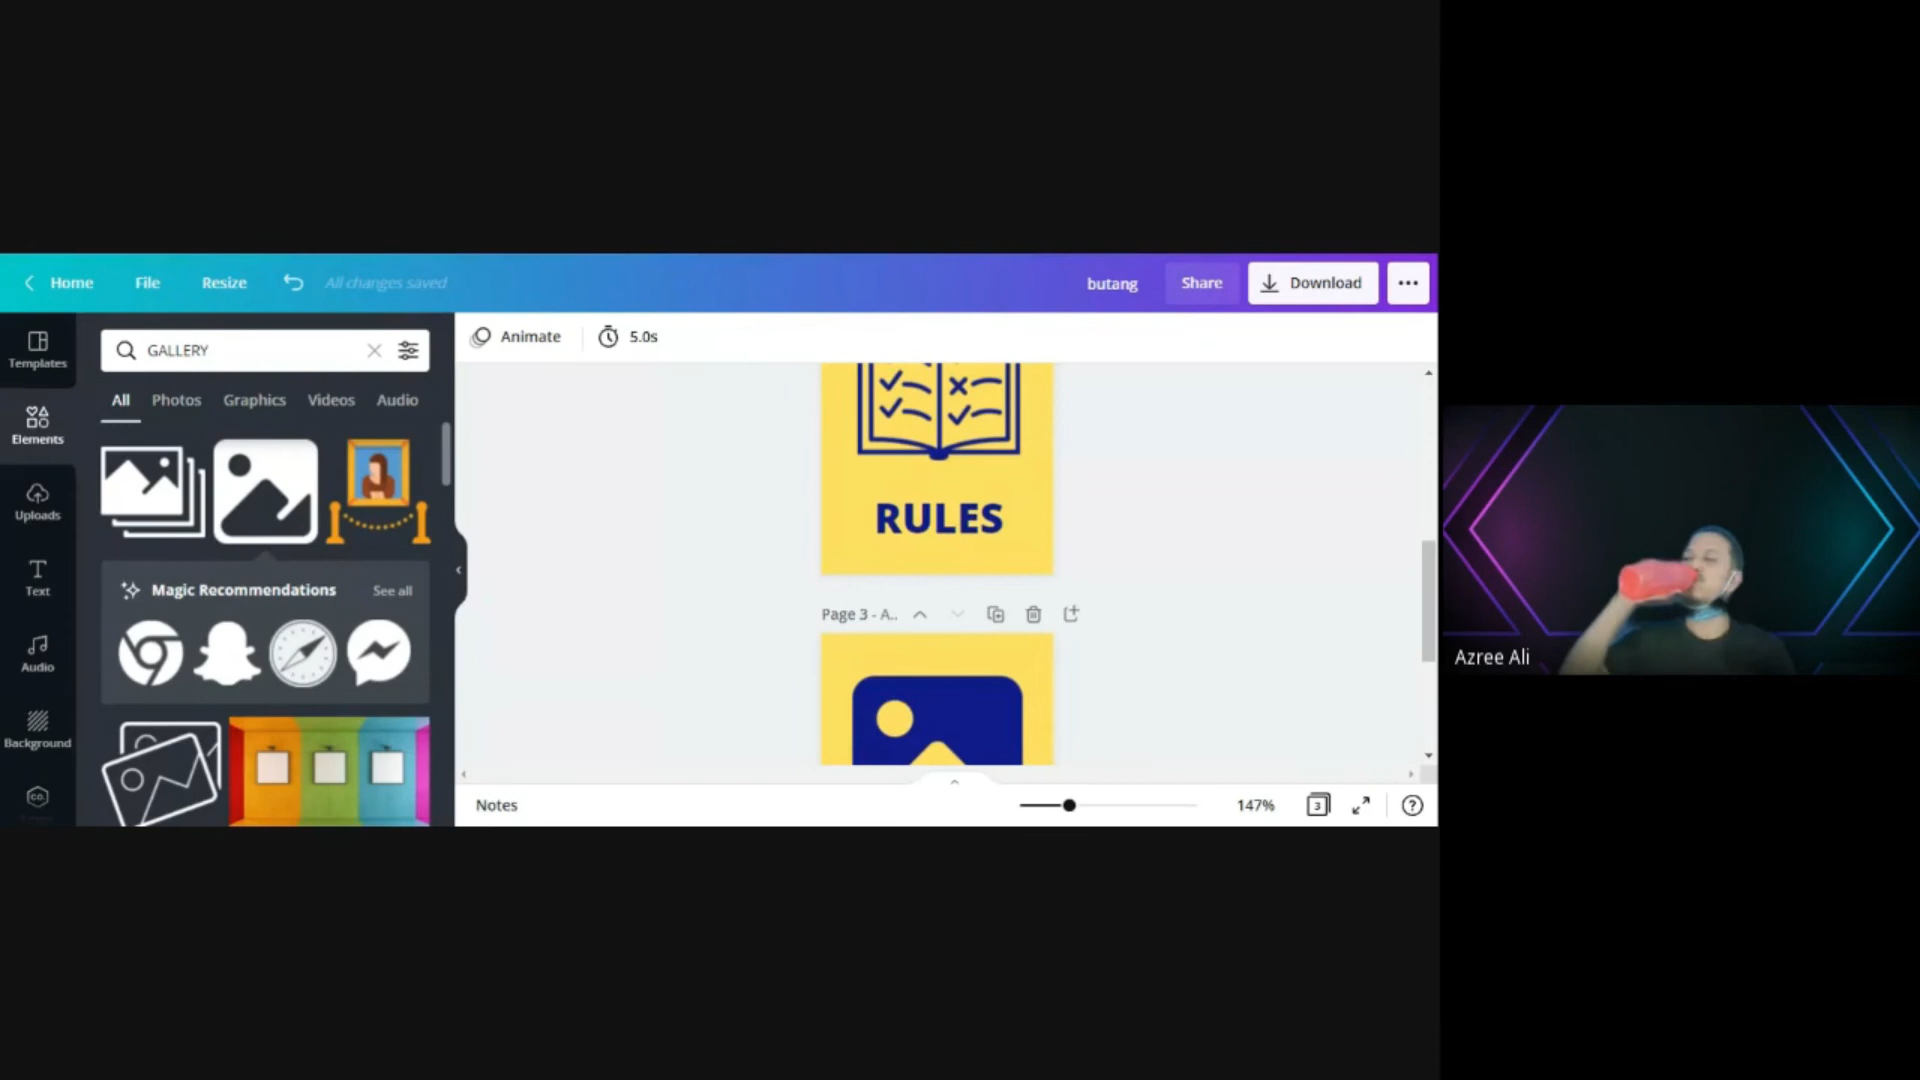 Home
File
Resize
All changes saved
butang
Share
Download
Templates
Elements
Uploads
Text
Audio
Background
GALLERY
All
Photos
Graphics
Videos
Audio
Magic Recommendations
See all
Animate
5.0s
RULES
Page 3 - A..
Notes
147%
3
Azree Ali